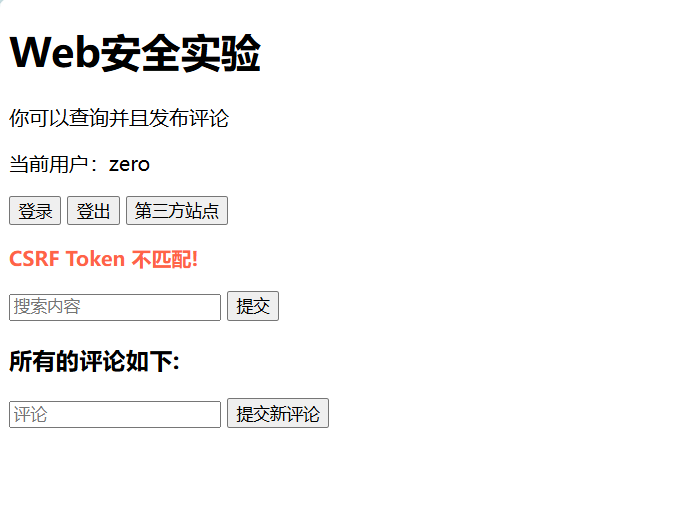 Web安全实验
你可以查询并且发布评论
当前用户：zero
登录 登出 第三方站点
CSRF Token 不匹配!
搜索内容 提交
所有的评论如下:
评论 提交新评论